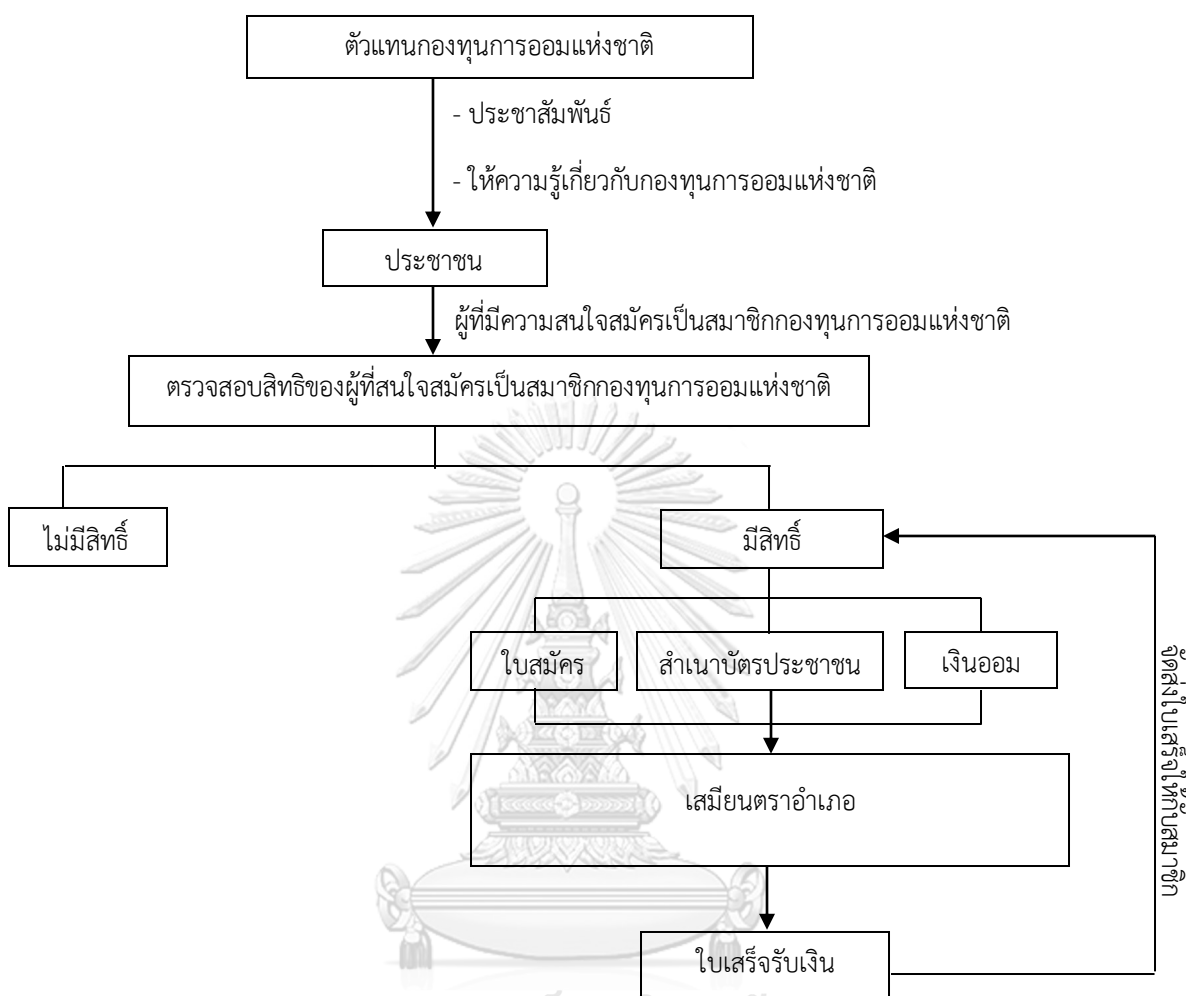 ตัวแทนกองทุนการออมแห่งชาติ
- ประชาสัมพันธ์
- ให้ความรู้เกี่ยวกับกองทุนการออมแห่งชาติ
ประชาชน
ผู้ที่มีความสนใจสมัครเป็นสมาชิกกองทุนการออมแห่งชาติ
ตรวจสอบสิทธิของผู้ที่สนใจสมัครเป็นสมาชิกกองทุนการออมแห่งชาติ
ไม่มีสิทธิ์
มีสิทธิ์
ใบสมัคร
สำเนาบัตรประชาชน
เงินออม
จัดส่งใบเสร็จให้กับสมาชิก
เสมียนตราอำเภอ
ใบเสร็จรับเงิน